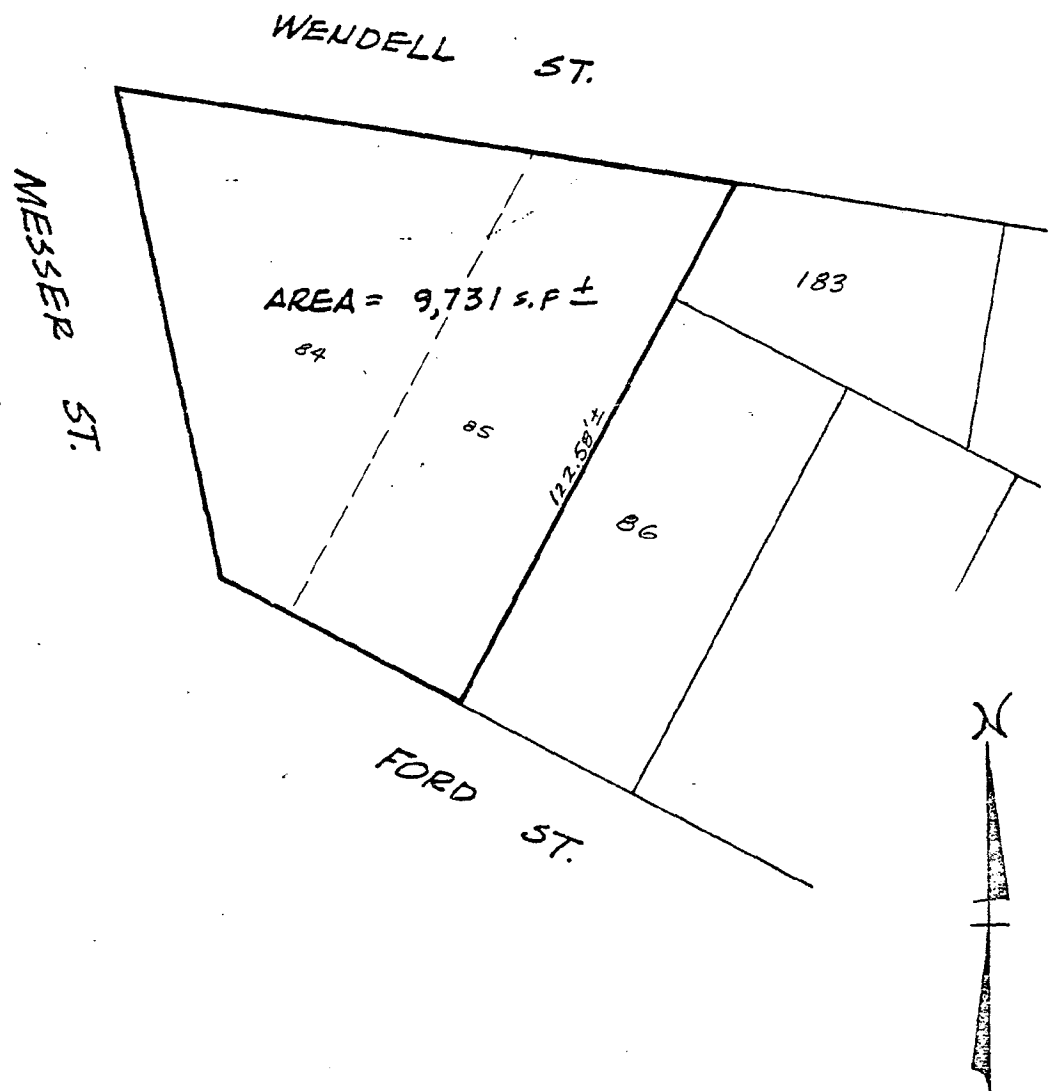 WENDELL ST.
MESSER ST.
183
AREA = 9,731 S.F ±
84
85
122.58' ±
86
FORD ST.
N